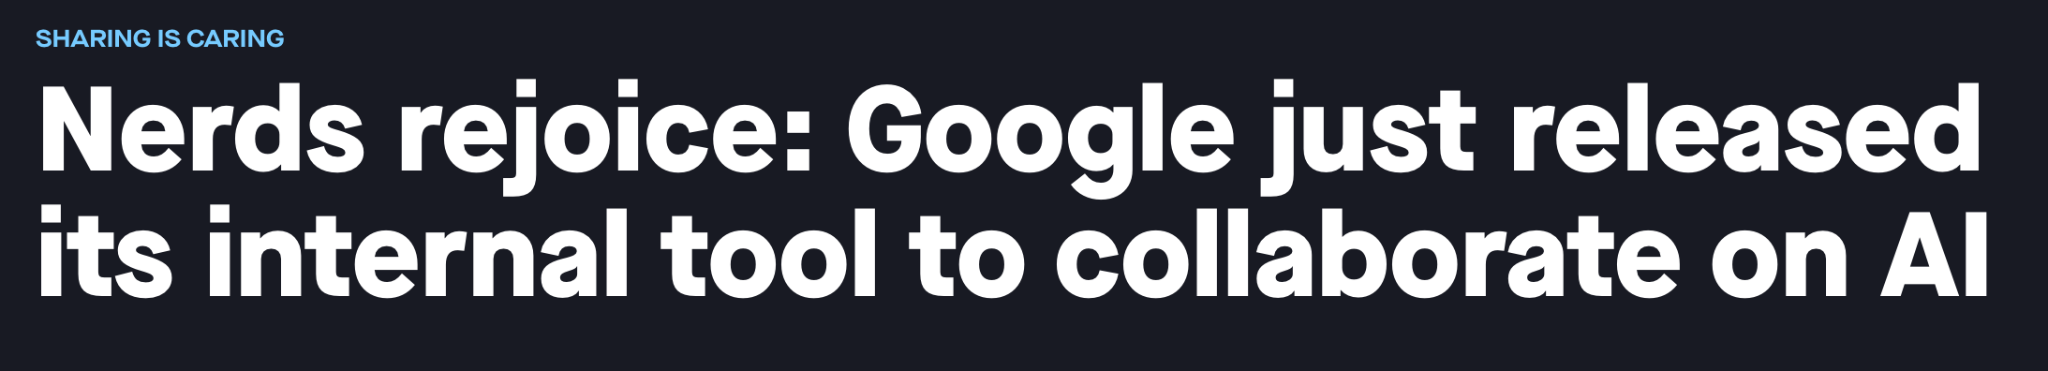 SHARING IS CARING
Nerds rejoice: Google just released
its internal tool to collaborate on AI